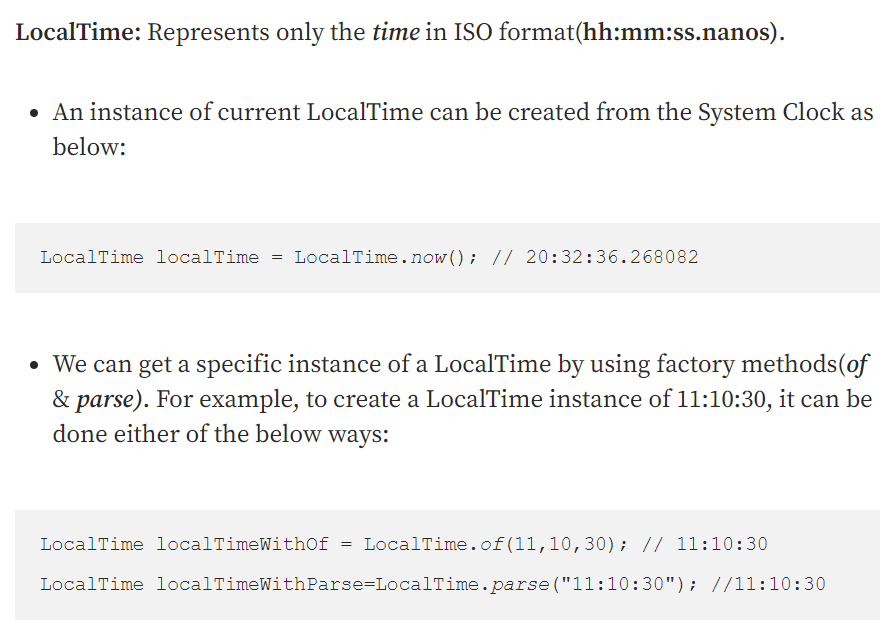 LocalTime: Represents only the time in ISO format(hh:mm:ss.nanos).
• An instance of current LocalTime can be created from the System Clock as
below:
LocalTime localTime = LocalTime.now(); // 20:32:36.268082
• We can get a specific instance of a LocalTime by using factory methods(of
& parse). For example, to create a LocalTime instance of 11:10:30, it can be
done either of the below ways:
LocalTime localTimeWithOf = LocalTime.of(11,10,30); // 11:10:30
LocalTime localTimeWithParse=LocalTime.parse("11:10:30"); //11:10:30